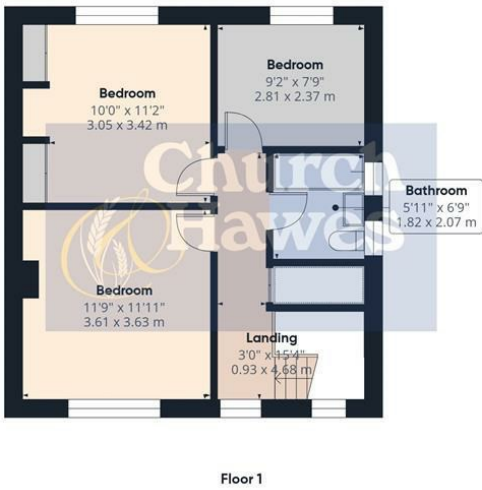 Bedroom
10'0" x 11'2"
3.05 x 3.42 m
Bedroom
9'2" x 7'9"
2.81 x 2.37 m
Church
& Hawes
Bathroom
5'11" x 6'9"
1.82 x 2.07 m
Bedroom
11'9" x 11'11"
3.61 x 3.63 m
Landing
3'0" x 15'4"
0.93 x 4.68 m
Floor 1